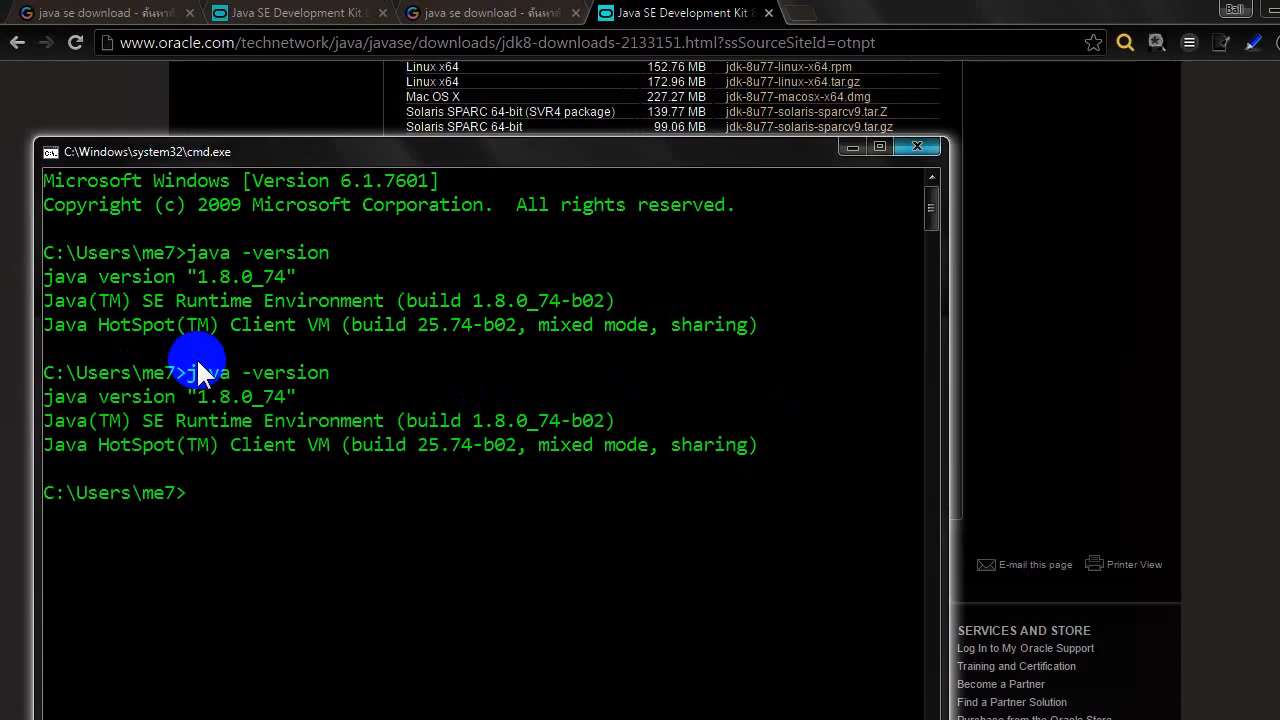 java se download - ค้นหาด้ว
Java SE Development Kit 8
java se download - ค้นหาด้
Java SE Development Kit 8
Ball
www.oracle.com/technetwork/java/javase/downloads/jdk8-downloads-2133151.html?ssSourceSiteId=otnpt
Linux x64 152.76 MB jdk-8u77-linux-x64.rpm
Linux x64 172.96 MB jdk-8u77-linux-x64.tar.gz
Mac OS X 227.27 MB jdk-8u77-macosx-x64.dmg
Solaris SPARC 64-bit (SVR4 package) 139.77 MB jdk-8u77-solaris-sparcv9.tar.Z
Solaris SPARC 64-bit 99.06 MB jdk-8u77-solaris-sparcv9.tar.gz
C:\Windows\system32\cmd.exe
Microsoft Windows [Version 6.1.7601]
Copyright (c) 2009 Microsoft Corporation.  All rights reserved.
C:\Users\me7>java -version
java version "1.8.0_74"
Java(TM) SE Runtime Environment (build 1.8.0_74-b02)
Java HotSpot(TM) Client VM (build 25.74-b02, mixed mode, sharing)
C:\Users\me7>java -version
java version "1.8.0_74"
Java(TM) SE Runtime Environment (build 1.8.0_74-b02)
Java HotSpot(TM) Client VM (build 25.74-b02, mixed mode, sharing)
C:\Users\me7>
E-mail this page Printer View
SERVICES AND STORE
Log In to My Oracle Support
Training and Certification
Become a Partner
Find a Partner Solution
Purchase from the Oracle Store